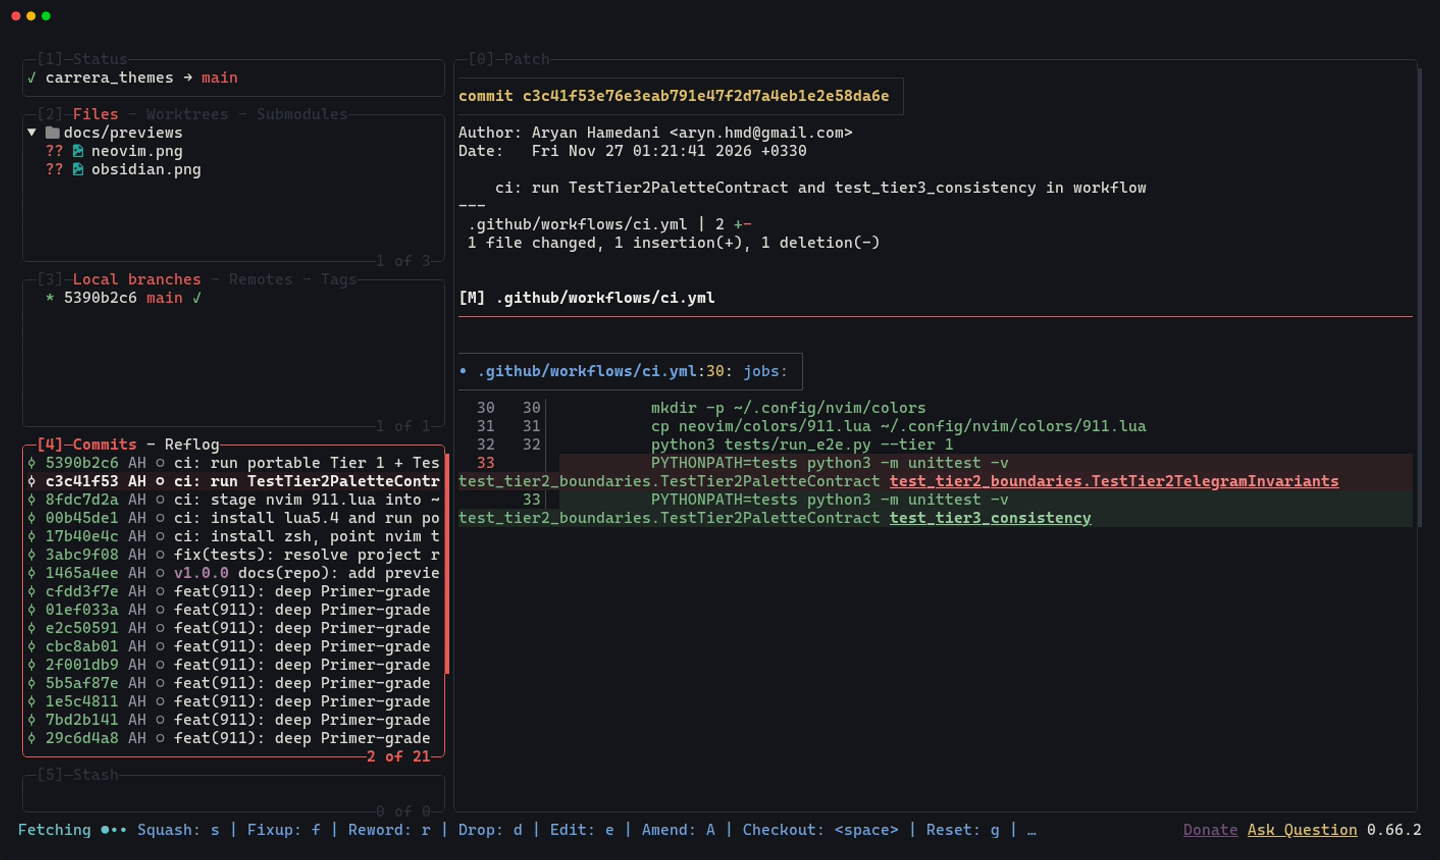 [1]─Status
✓ carrera_themes → main
[2]─Files - Worktrees - Submodules
▼ docs/previews
?? neovim.png
?? obsidian.png
1 of 3
[3]─Local branches - Remotes - Tags
* 5390b2c6 main ✓
1 of 1
[4]─Commits - Reflog
5390b2c6 AH ○ ci: run portable Tier 1 + Tes
c3c41f53 AH ○ ci: run TestTier2PaletteContr
8fdc7d2a AH ○ ci: stage nvim 911.lua into ~
00b45de1 AH ○ ci: install lua5.4 and run po
17b40e4c AH ○ ci: install zsh, point nvim t
3abc9f08 AH ○ fix(tests): resolve project r
1465a4ee AH ○ v1.0.0 docs(repo): add previe
cfdd3f7e AH ○ feat(911): deep Primer-grade
01ef033a AH ○ feat(911): deep Primer-grade
e2c50591 AH ○ feat(911): deep Primer-grade
cbc8ab01 AH ○ feat(911): deep Primer-grade
2f001db9 AH ○ feat(911): deep Primer-grade
5b5af87e AH ○ feat(911): deep Primer-grade
1e5c4811 AH ○ feat(911): deep Primer-grade
7bd2b141 AH ○ feat(911): deep Primer-grade
29c6d4a8 AH ○ feat(911): deep Primer-grade
2 of 21
[5]─Stash
0 of 0
[0]─Patch
commit c3c41f53e76e3eab791e47f2d7a4eb1e2e58da6e
Author: Aryan Hamedani <aryn.hmd@gmail.com>
Date:   Fri Nov 27 01:21:41 2026 +0330
ci: run TestTier2PaletteContract and test_tier3_consistency in workflow
---
.github/workflows/ci.yml | 2 +-
1 file changed, 1 insertion(+), 1 deletion(-)
[M] .github/workflows/ci.yml
• .github/workflows/ci.yml:30: jobs:
30 30 mkdir -p ~/.config/nvim/colors
31 31 cp neovim/colors/911.lua ~/.config/nvim/colors/911.lua
32 32 python3 tests/run_e2e.py --tier 1
33 PYTHONPATH=tests python3 -m unittest -v
test_tier2_boundaries.TestTier2PaletteContract test_tier2_boundaries.TestTier2TelegramInvariants
33 PYTHONPATH=tests python3 -m unittest -v
test_tier2_boundaries.TestTier2PaletteContract test_tier3_consistency
Fetching ●•• Squash: s | Fixup: f | Reword: r | Drop: d | Edit: e | Amend: A | Checkout: <space> | Reset: g | … Donate Ask Question 0.66.2